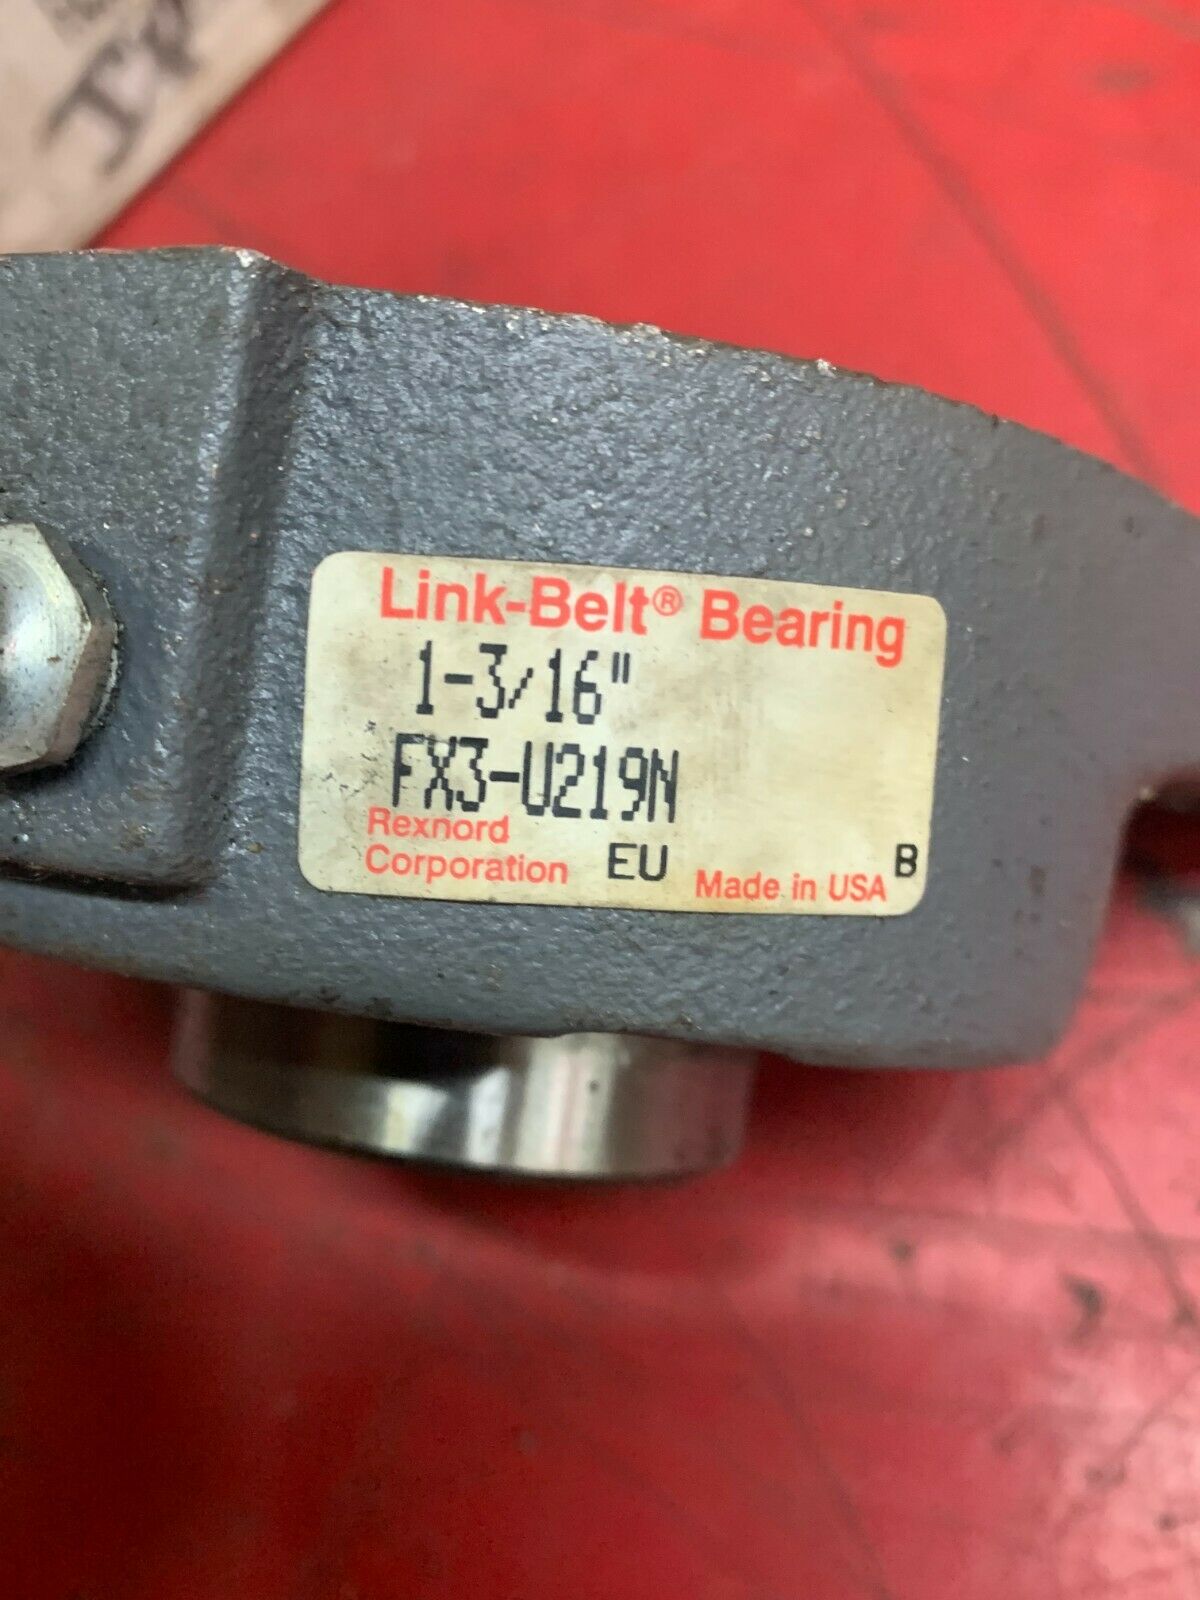 Link-Belt® Bearing
1-3/16"
FX3-U219N
Rexnord
Corporation EU Made in USA B